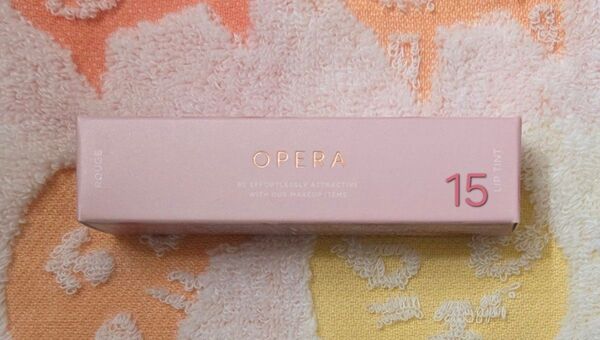 ROUGE
OPERA
BE EFFORTLESSLY ATTRACTIVE
WITH OUR MAKEUP ITEMS
15
LIP TINT